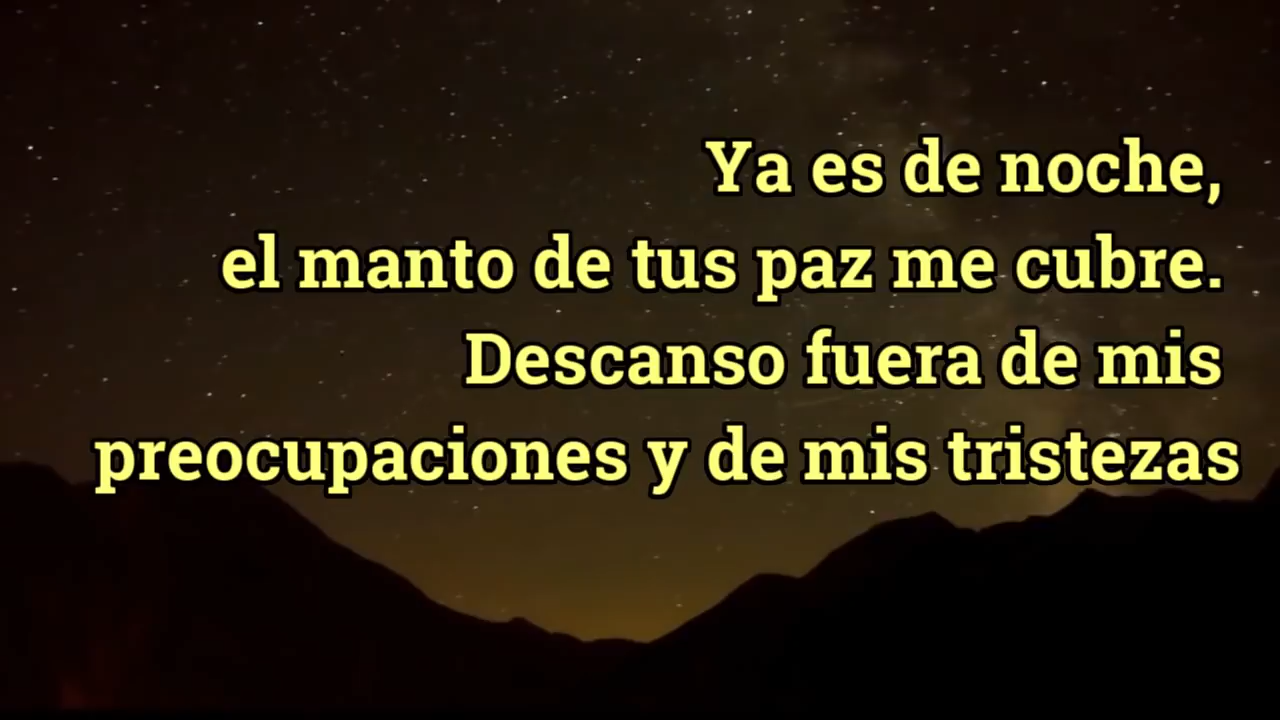 Ya es de noche,
el manto de tus paz me cubre.
Descanso fuera de mis
preocupaciones y de mis tristezas